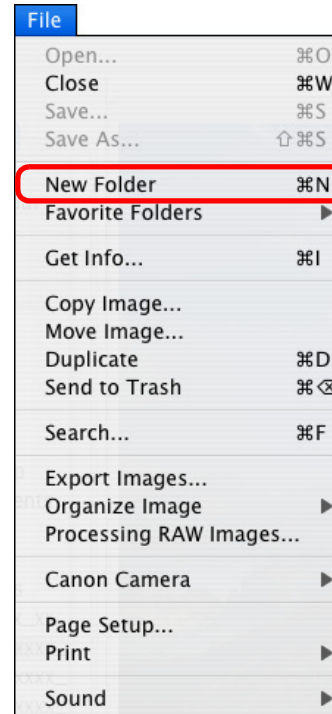 File
Open... ⌘O
Close ⌘W
Save... ⌘S
Save As... ⇧⌘S
New Folder ⌘N
Favorite Folders ▶
Get Info... ⌘I
Copy Image...
Move Image...
Duplicate ⌘D
Send to Trash ⌘⌫
Search... ⌘F
Export Images...
Organize Image ▶
Processing RAW Images...
Canon Camera ▶
Page Setup...
Print ▶
Sound ▶